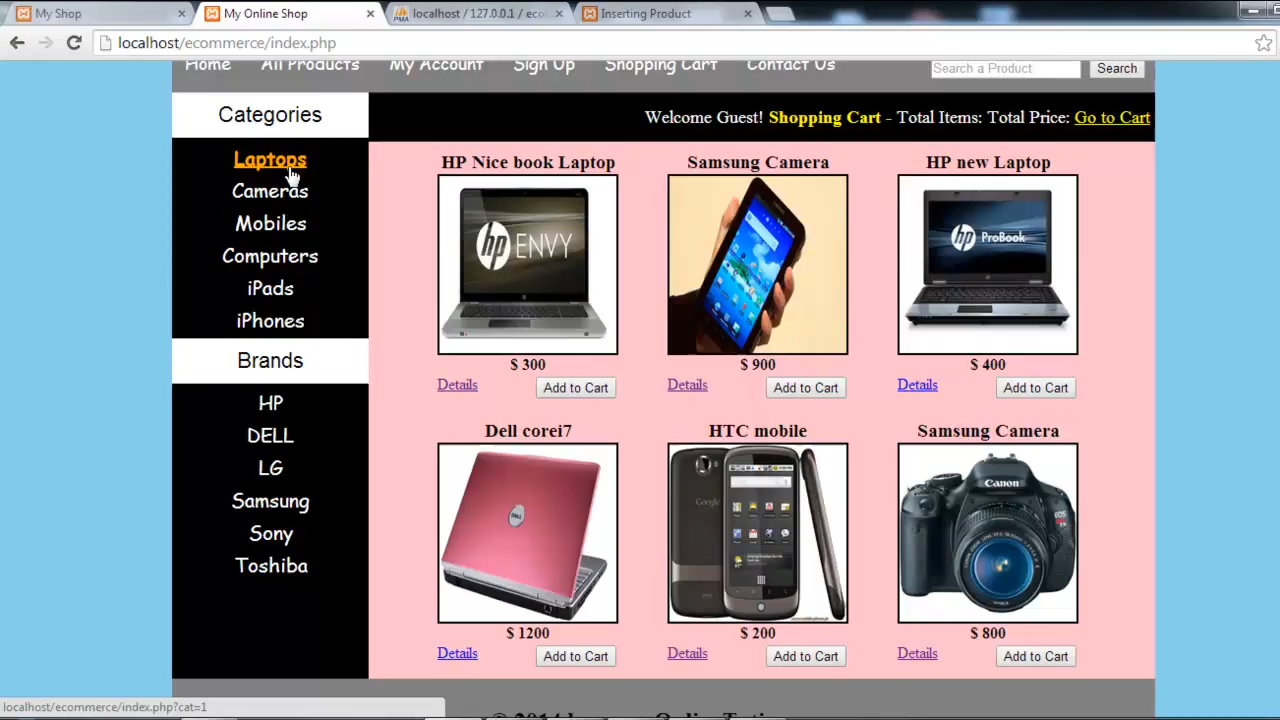 My Shop
My Online Shop
localhost / 127.0.0.1 / eco
Inserting Product
localhost/ecommerce/index.php
Home All Products My Account Sign Up Shopping Cart Contact Us
Search a Product Search
Categories
Welcome Guest! Shopping Cart - Total Items: Total Price: Go to Cart
Laptops
Cameras
Mobiles
Computers
iPads
iPhones
Brands
HP
DELL
LG
Samsung
Sony
Toshiba
HP Nice book Laptop
hp ENVY
$ 300
Details Add to Cart
Samsung Camera
$ 900
Details Add to Cart
HP new Laptop
hp ProBook
$ 400
Details Add to Cart
Dell corei7
DELL
$ 1200
Details Add to Cart
HTC mobile
Google
$ 200
Details Add to Cart
Samsung Camera
Canon
$ 800
Details Add to Cart
localhost/ecommerce/index.php?cat=1